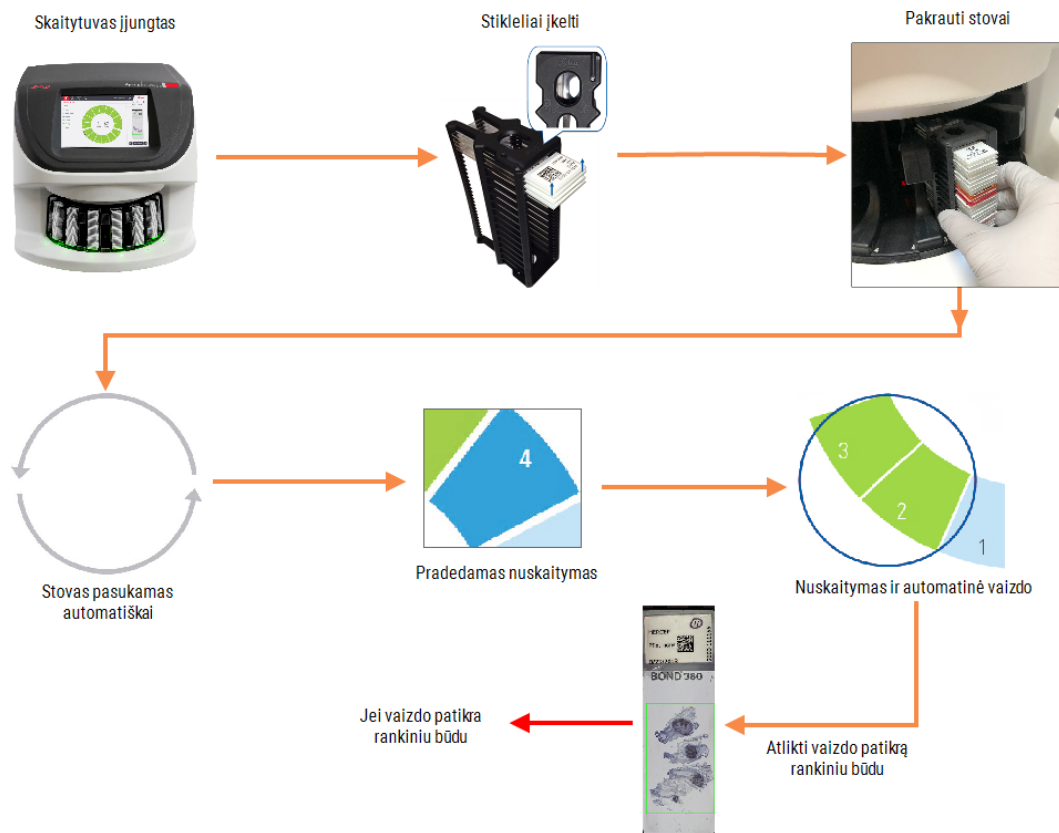 Skaitytuvas įjungtas
Stikleliai įkelti
Pakrauti stovai
Stovas pasukamas
automatiškai
4
Pradedamas nuskaitymas
3
2
1
Nuskaitymas ir automatinė vaizdo
BOND 380
Jei vaizdo patikra
rankiniu būdu
Atlikti vaizdo patikrą
rankiniu būdu